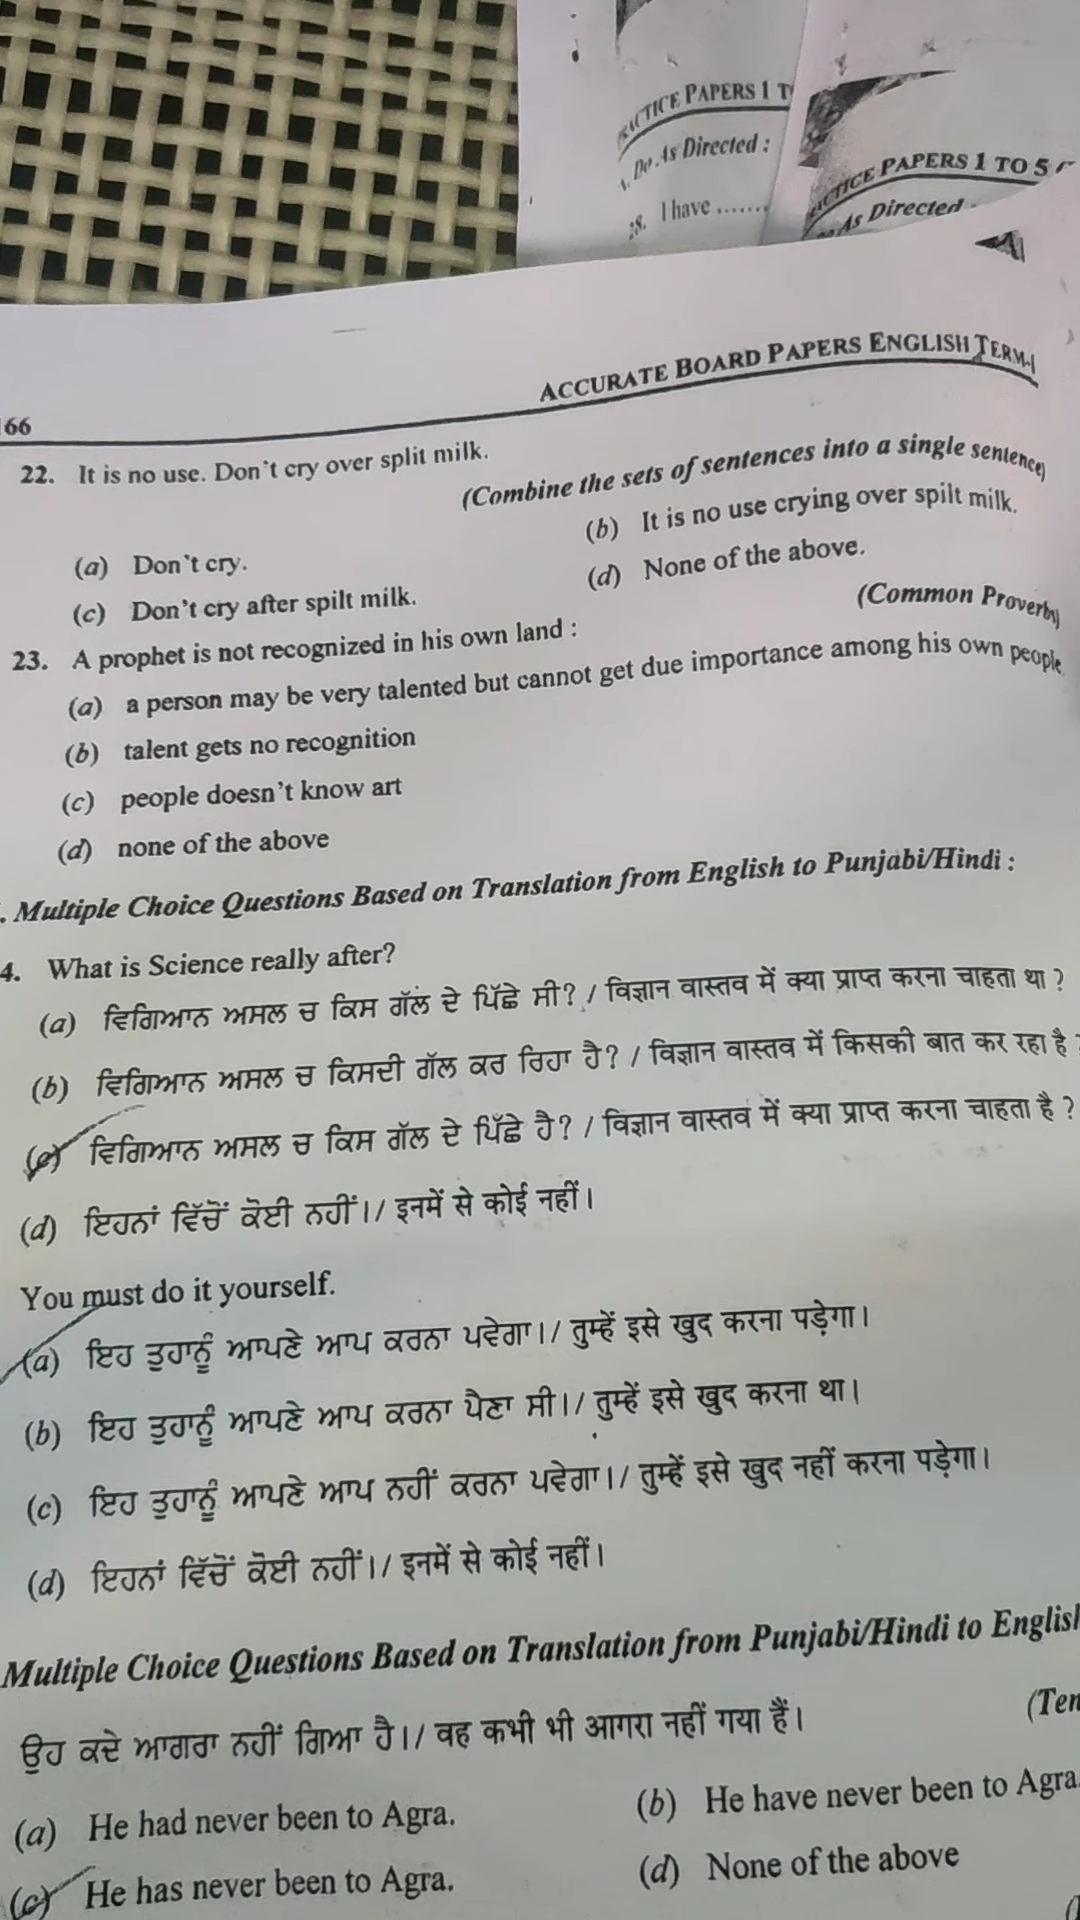 PAPERS 1 T
Do As Directed :
28. I have .......
PAPERS 1 TO 5
As Directed
ACCURATE BOARD PAPERS ENGLISH TERM-I
66
22. It is no use. Don't cry over split milk.
(Combine the sets of sentences into a single sentence)
(a) Don't cry.
(b) It is no use crying over spilt milk.
(c) Don't cry after spilt milk.
(d) None of the above.
(Common Proverbs)
23. A prophet is not recognized in his own land :
(a) a person may be very talented but cannot get due importance among his own people
(b) talent gets no recognition
(c) people doesn't know art
(d) none of the above
. Multiple Choice Questions Based on Translation from English to Punjabi/Hindi :
4. What is Science really after?
(a) ਵਿਗਿਆਨ ਅਸਲ ਚ ਕਿਸ ਗੱਲ ਦੇ ਪਿੱਛੇ ਸੀ? / विज्ञान वास्तव में क्या प्राप्त करना चाहता था ?
(b) ਵਿਗਿਆਨ ਅਸਲ ਚ ਕਿਸਦੀ ਗੱਲ ਕਰ ਰਿਹਾ ਹੈ? / विज्ञान वास्तव में किसकी बात कर रहा है
(c) ਵਿਗਿਆਨ ਅਸਲ ਚ ਕਿਸ ਗੱਲ ਦੇ ਪਿੱਛੇ ਹੈ? / विज्ञान वास्तव में क्या प्राप्त करना चाहता है ?
(d) ਇਹਨਾਂ ਵਿੱਚੋਂ ਕੋਈ ਨਹੀਂ।/ इनमें से कोई नहीं।
You must do it yourself.
(a) ਇਹ ਤੁਹਾਨੂੰ ਆਪਣੇ ਆਪ ਕਰਨਾ ਪਵੇਗਾ।/ तुम्हें इसे खुद करना पड़ेगा।
(b) ਇਹ ਤੁਹਾਨੂੰ ਆਪਣੇ ਆਪ ਕਰਨਾ ਪੈਣਾ ਸੀ।/ तुम्हें इसे खुद करना था।
(c) ਇਹ ਤੁਹਾਨੂੰ ਆਪਣੇ ਆਪ ਨਹੀਂ ਕਰਨਾ ਪਵੇਗਾ।/ तुम्हें इसे खुद नहीं करना पड़ेगा।
(d) ਇਹਨਾਂ ਵਿੱਚੋਂ ਕੋਈ ਨਹੀਂ।/ इनमें से कोई नहीं।
Multiple Choice Questions Based on Translation from Punjabi/Hindi to English
(Ten
ਉਹ ਕਦੇ ਆਗਰਾ ਨਹੀਂ ਗਿਆ ਹੈ।/ वह कभी भी आगरा नहीं गया हैं।
(a) He had never been to Agra.
(b) He have never been to Agra.
(c) He has never been to Agra.
(d) None of the above